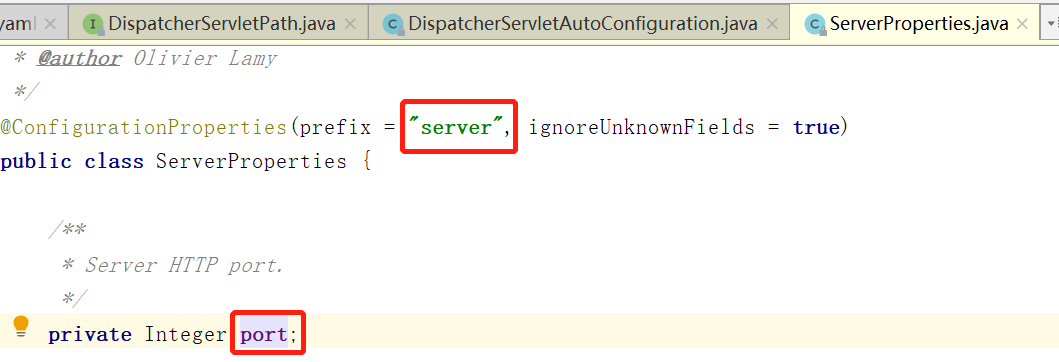 yaml DispatcherServletPath.java DispatcherServletAutoConfiguration.java ServerProperties.java
* @author Olivier Lamy
*/
@ConfigurationProperties(prefix = "server", ignoreUnknownFields = true)
public class ServerProperties {
/**
* Server HTTP port.
*/
private Integer port;